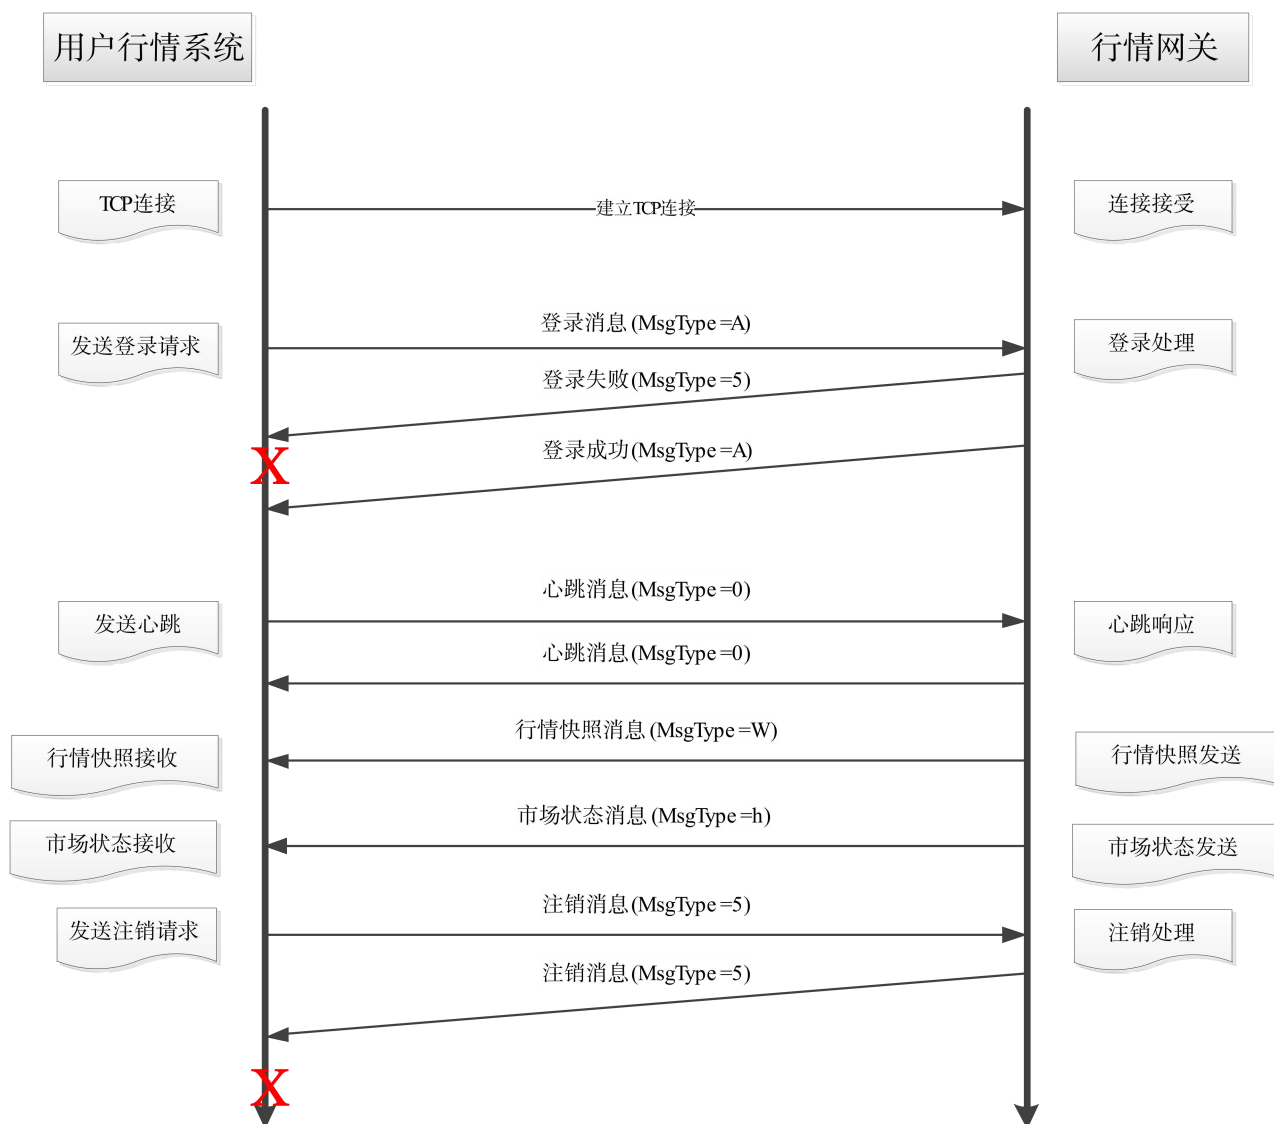 用户行情系统
行情网关
TCP连接
建立TCP连接
连接接受
登录消息(MsgType=A)
发送登录请求
登录处理
登录失败(MsgType=5)
登录成功(MsgType=A)
X
心跳消息(MsgType=0)
发送心跳
心跳响应
心跳消息(MsgType=0)
行情快照消息(MsgType=W)
行情快照接收
行情快照发送
市场状态消息(MsgType=h)
市场状态接收
市场状态发送
注销消息(MsgType=5)
发送注销请求
注销处理
注销消息(MsgType=5)
X